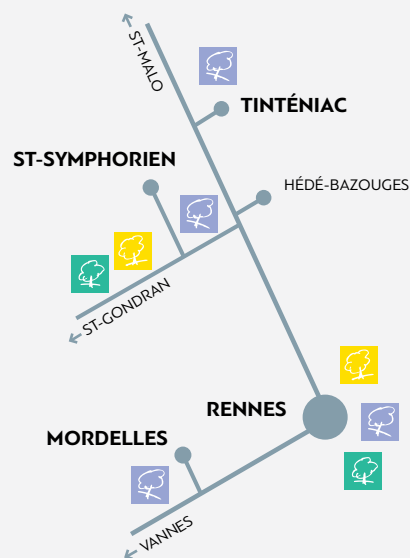 ST-MALO
TINTÉNIAC
ST-SYMPHORIEN
HÉDÉ-BAZOUGES
ST-GONDRAN
RENNES
MORDELLES
VANNES